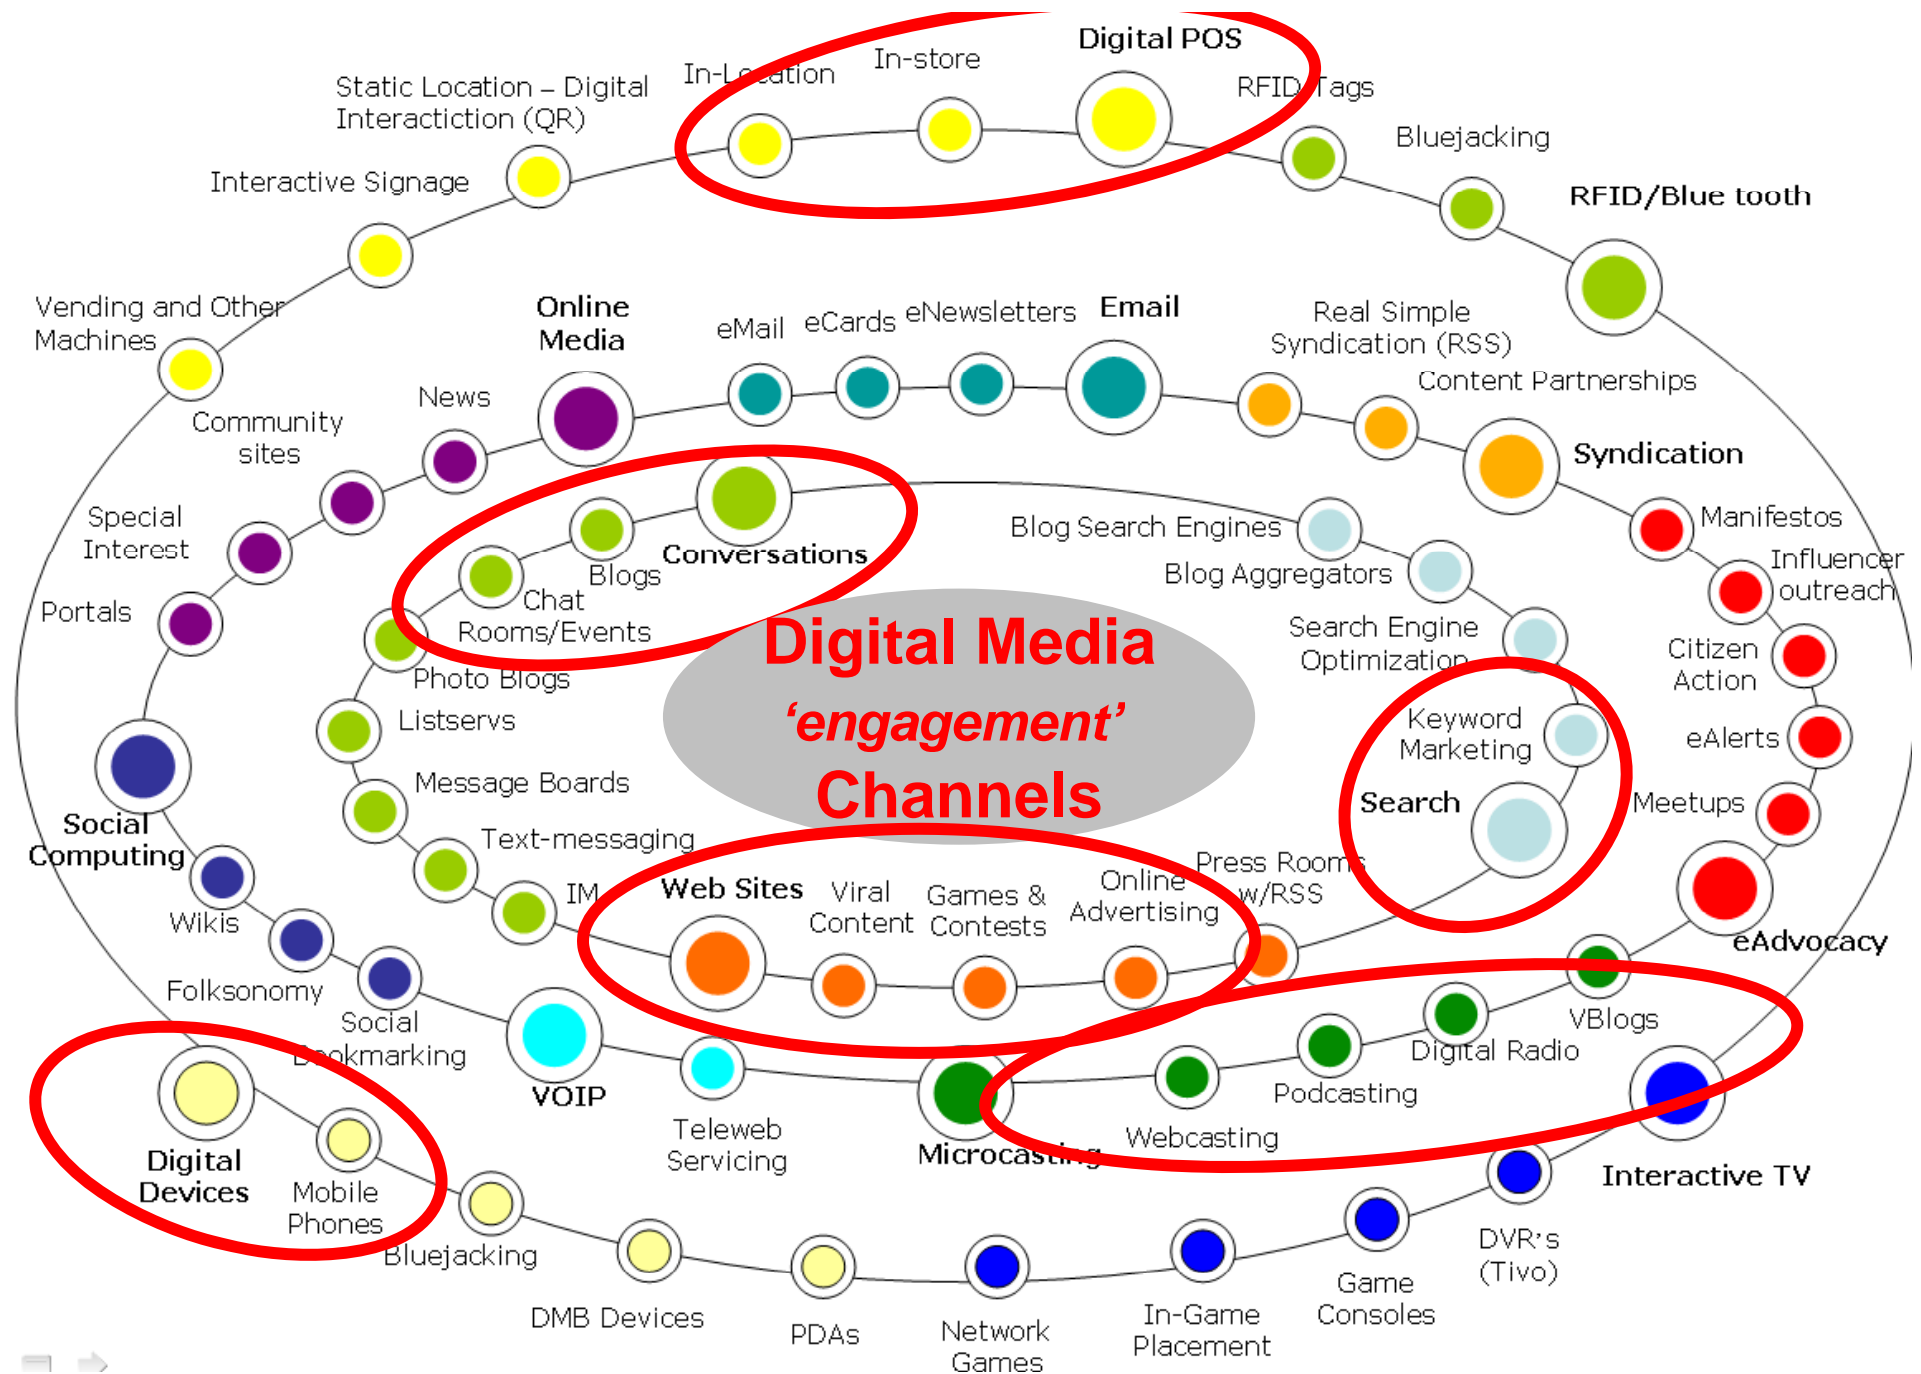 Digital POS
In-store
In-Location
RFID Tags
Static Location – Digital
Interactiction (QR)
Bluejacking
Interactive Signage
RFID/Blue tooth
Vending and Other
Machines
Online
Media
eMail
eCards
eNewsletters
Email
Real Simple
Syndication (RSS)
Content Partnerships
News
Community
sites
Syndication
Special
Interest
Manifestos
Blog Search Engines
Conversations
Blogs
Blog Aggregators
Influencer
outreach
Portals
Chat
Rooms/Events
Search Engine
Optimization
Citizen
Action
Digital Media
‘engagement’
Channels
Photo Blogs
Listservs
Keyword
Marketing
eAlerts
Message Boards
Search
Meetups
Social
Computing
Text-messaging
IM
Web Sites
Viral
Content
Games &
Contests
Online
Advertising
Press Rooms
w/RSS
Wikis
eAdvocacy
Folksonomy
Social
Bookmarking
VBlogs
Digital Radio
VOIP
Podcasting
Teleweb
Servicing
Microcasting
Webcasting
Digital
Devices
Mobile
Phones
Interactive TV
Bluejacking
DVR's
(Tivo)
Game
Consoles
DMB Devices
PDAs
Network
Games
In-Game
Placement